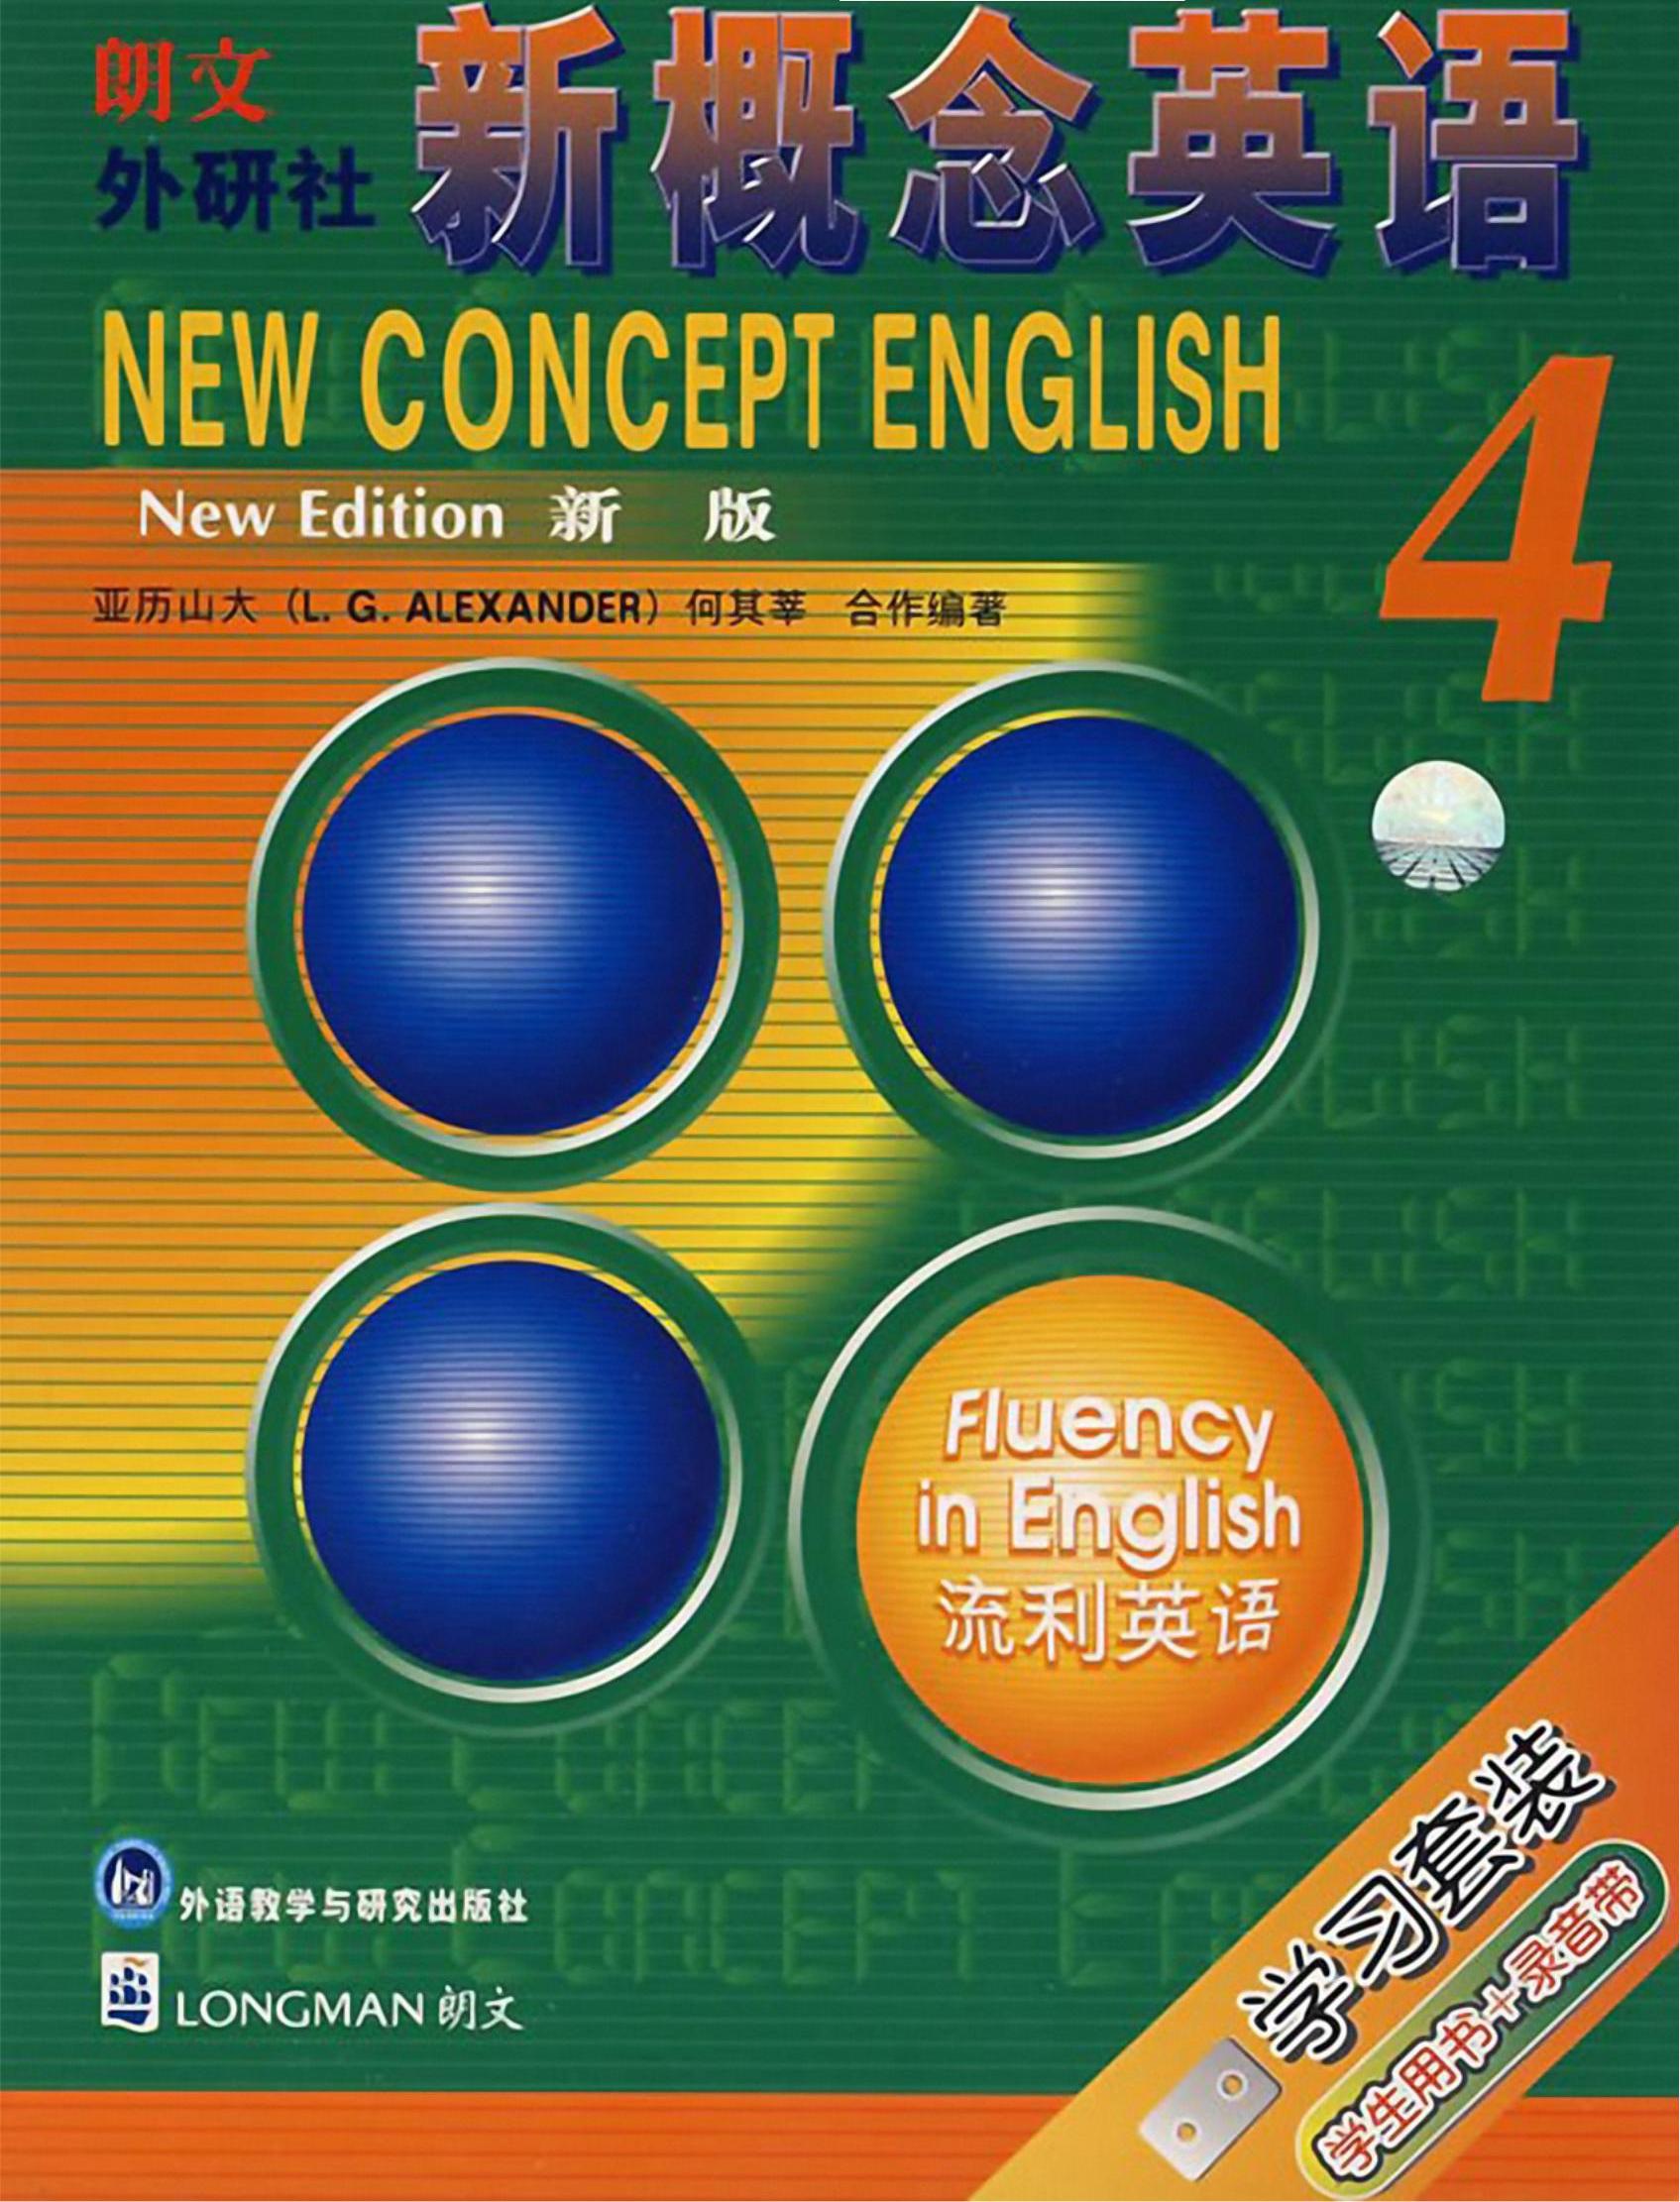 朗文
外研社
新概念英语
NEW CONCEPT ENGLISH
4
New Edition 新 版
亚历山大(L. G. ALEXANDER)何其莘 合作编著
Fluency
in English
流利英语
学习套装
学生用书+录音带
外语教学与研究出版社
LONGMAN 朗文